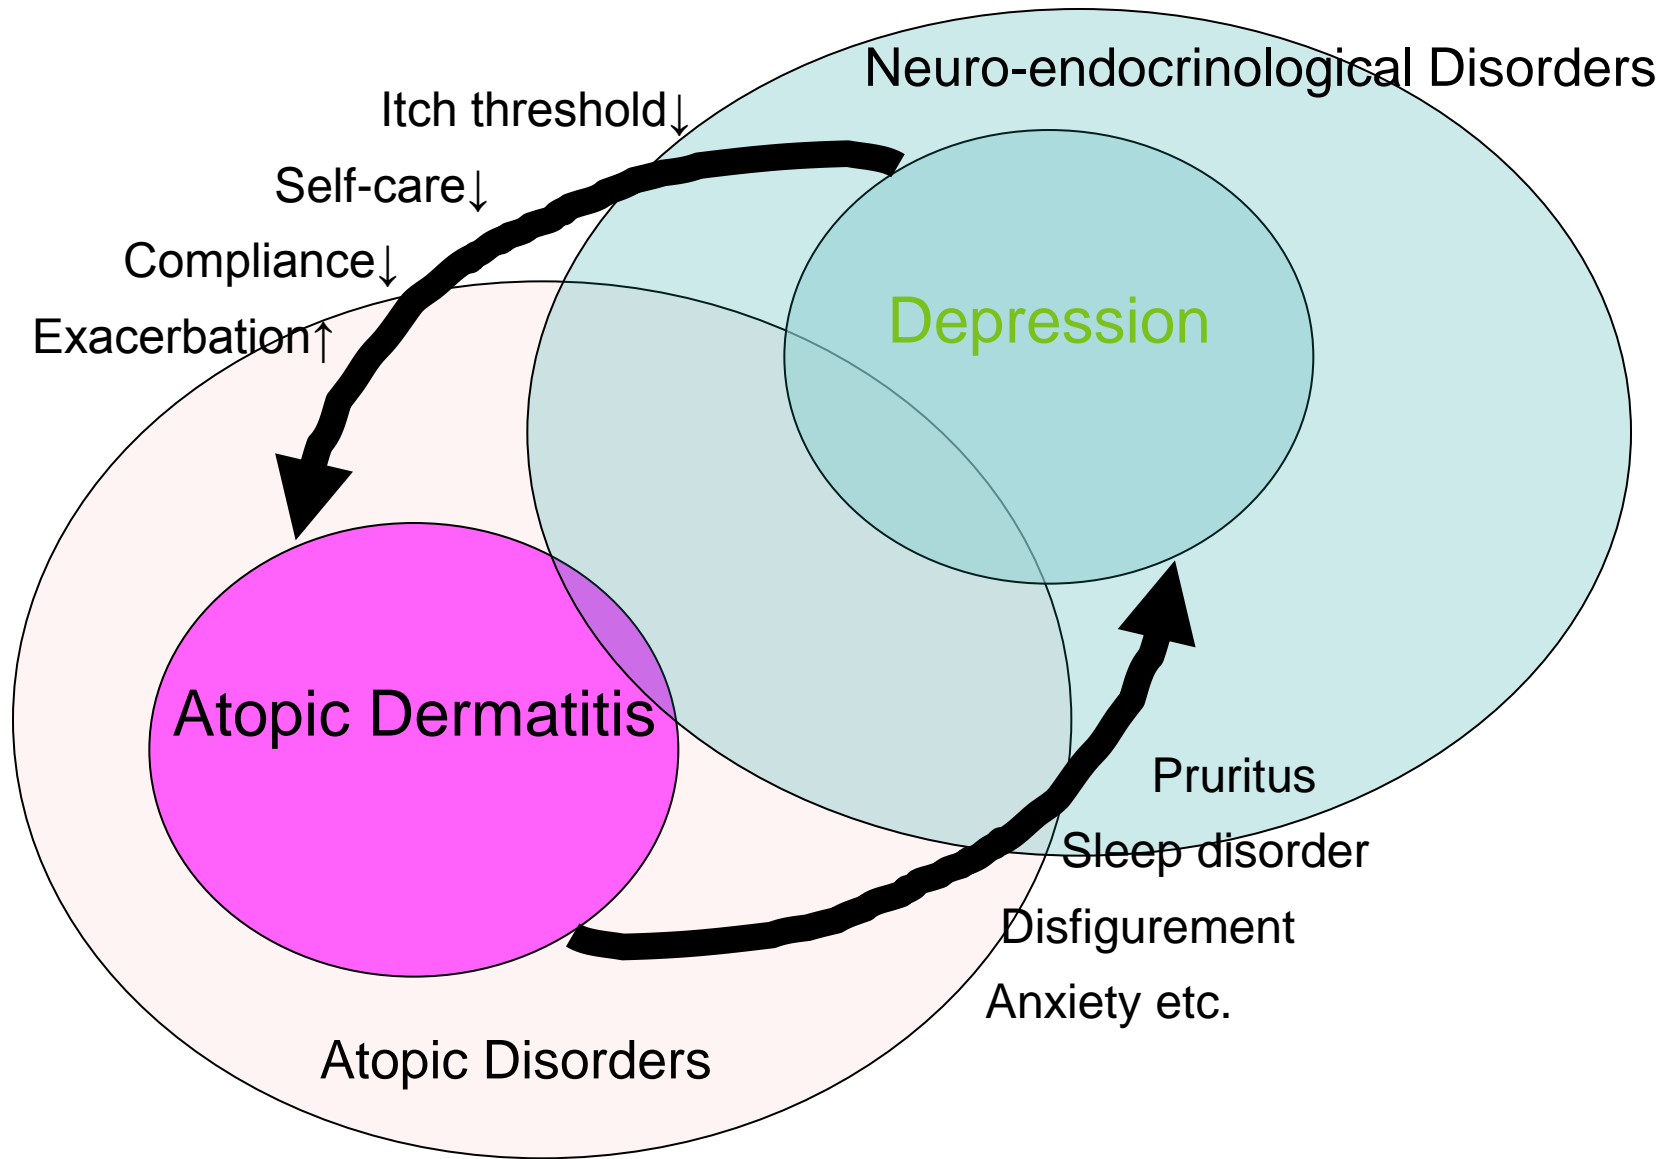 Neuro-endocrinological Disorders
Itch threshold↓
Self-care↓
Compliance↓
Exacerbation↑
Depression
Atopic Dermatitis
Pruritus
Sleep disorder
Disfigurement
Anxiety etc.
Atopic Disorders